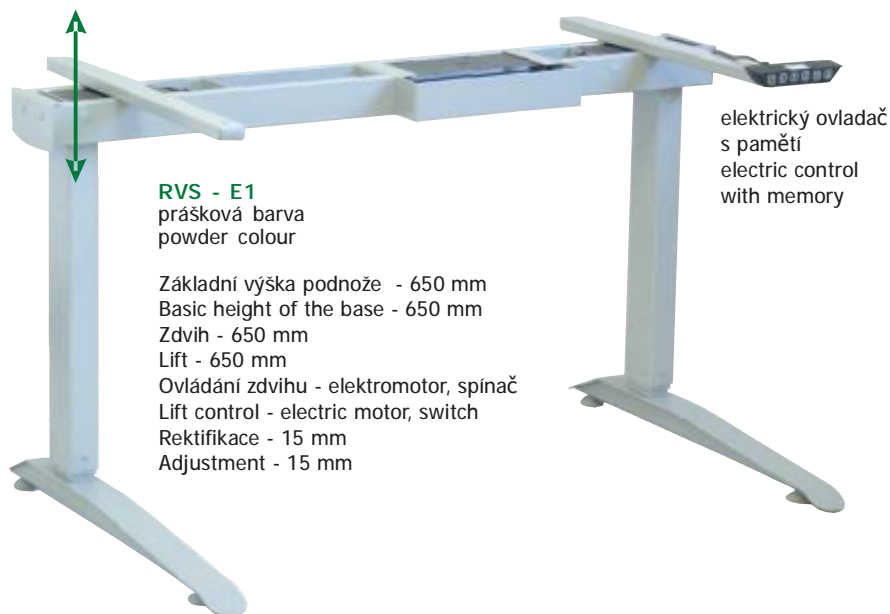 elektrický ovladač
s pamětí
electric control
with memory
RVS - E1
prášková barva
powder colour
Základní výška podnože - 650 mm
Basic height of the base - 650 mm
Zdvih - 650 mm
Lift - 650 mm
Ovládání zdvihu - elektromotor, spínač
Lift control - electric motor, switch
Rektifikace - 15 mm
Adjustment - 15 mm